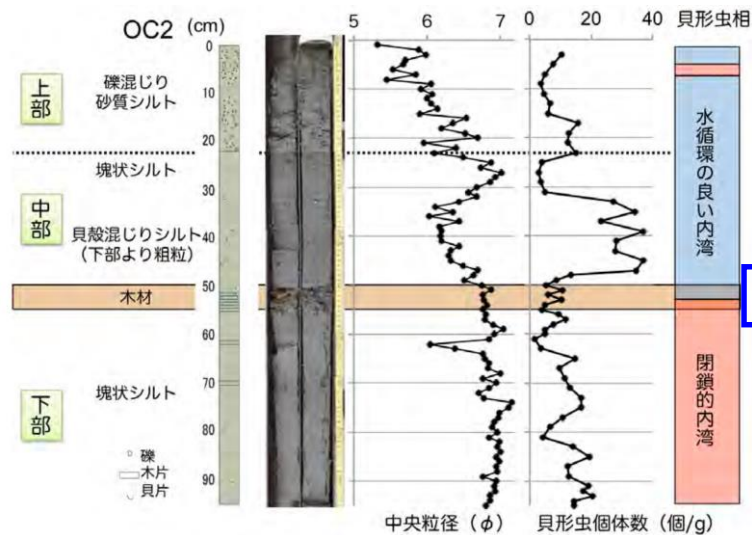 OC2 (cm)
5 6 7 0 20 40 貝形虫相
0
10
20
30
40
50
60
70
80
90
上部
礫混じり
砂質シルト
中部
塊状シルト
貝殻混じりシルト
(下部より粗粒)
木材
下部
塊状シルト
礫
木片
貝片
水循環の良い内湾
閉鎖的内湾
中央粒径(φ) 貝形虫個体数(個/g)